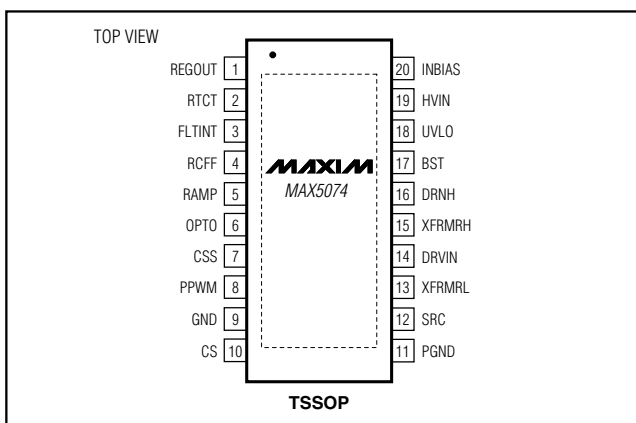 TOP VIEW
REGOUT 1
RTCT 2
FLTINT 3
RCFF 4
RAMP 5
OPTO 6
CSS 7
PPWM 8
GND 9
CS 10
MAXIM
MAX5074
20 INBIAS
19 HVIN
18 UVLO
17 BST
16 DRNH
15 XFRMRH
14 DRVIN
13 XFRMRL
12 SRC
11 PGND
TSSOP